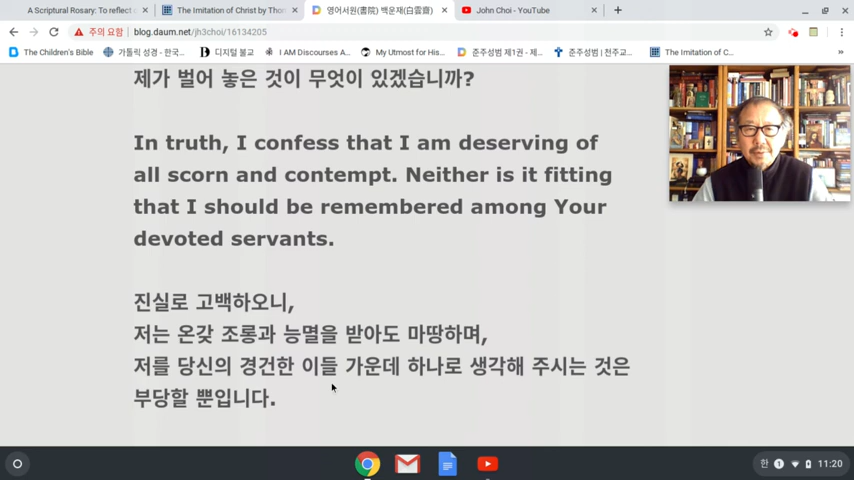 A Scriptural Rosary: To reflect a
The Imitation of Christ by Thom
영어서원(書院) 백운재(白雲齋)
John Choi - YouTube
주의 요함
blog.daum.net/jh3choi/16134205
The Children's Bible
가톨릭 성경 - 한국...
디지털 불교
I AM Discourses A...
My Utmost for His...
준주성범 제1권 - 제...
준주성범 | 천주교...
The Imitation of C...
»
제가 벌어 놓은 것이 무엇이 있겠습니까?
In truth, I confess that I am deserving of
all scorn and contempt. Neither is it fitting
that I should be remembered among Your
devoted servants.
진실로 고백하오니,
저는 온갖 조롱과 능멸을 받아도 마땅하며,
저를 당신의 경건한 이들 가운데 하나로 생각해 주시는 것은
부당할 뿐입니다.
한
1
11:20